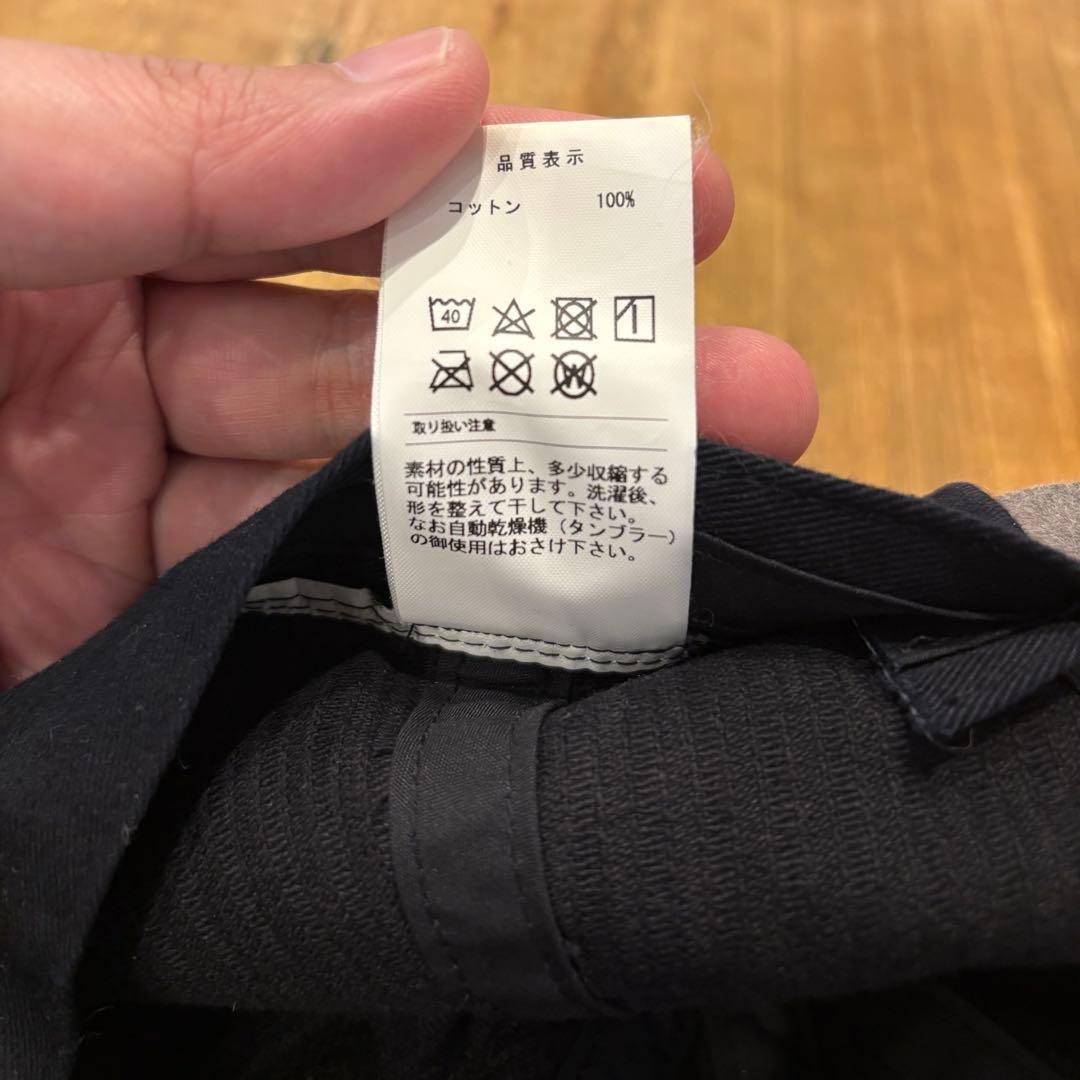 品質表示
コットン 100%
40
W
取り扱い注意
素材の性質上、多少収縮する
可能性があります。洗濯後、
形を整えて干して下さい。
なお自動乾燥機（タンブラー）
の御使用はおさけ下さい。